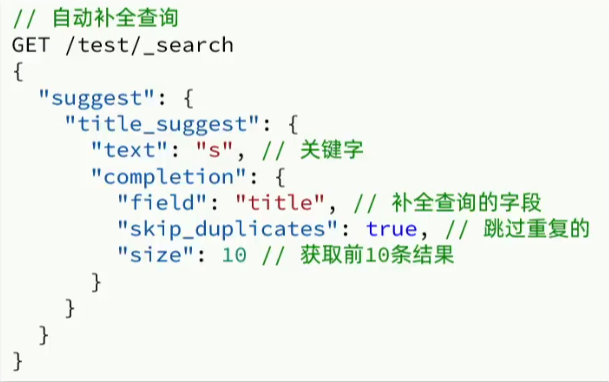 // 自动补全查询
GET /test/_search
{
  "suggest": {
    "title_suggest": {
      "text": "s", // 关键字
      "completion": {
        "field": "title", // 补全查询的字段
        "skip_duplicates": true, // 跳过重复的
        "size": 10 // 获取前10条结果
      }
    }
  }
}